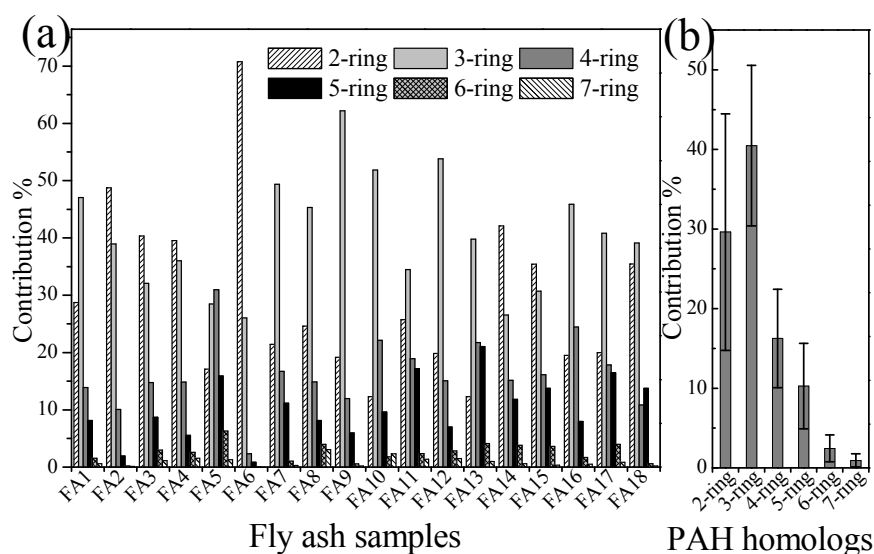 (a)
2-ring 3-ring 4-ring
5-ring 6-ring 7-ring
70
60
50
40
30
20
10
0
Contribution %
FA1 FA2 FA3 FA4 FA5 FA6 FA7 FA8 FA9 FA10 FA11 FA12 FA13 FA14 FA15 FA16 FA17 FA18
Fly ash samples
(b)
50
40
30
20
10
0
Contribution %
2-ring 3-ring 4-ring 5-ring 6-ring 7-ring
PAH homologs